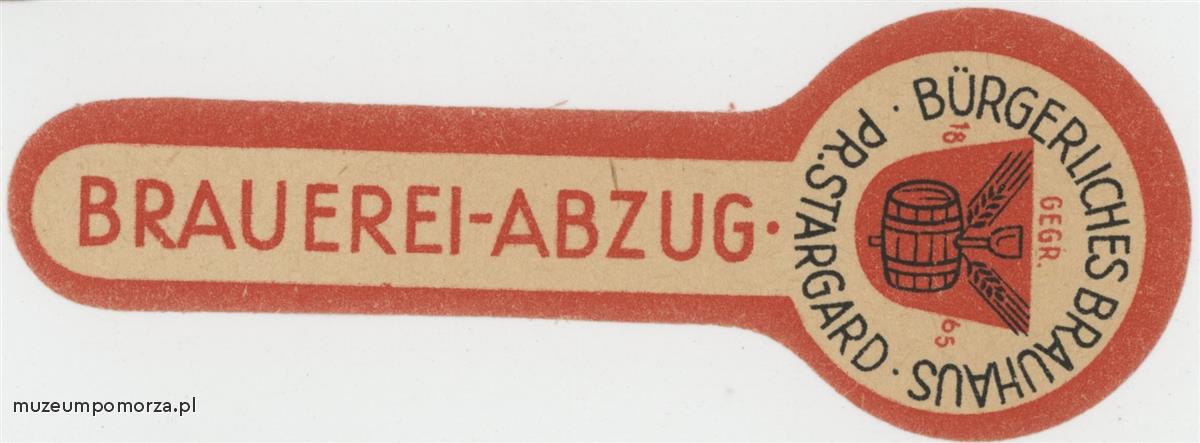 BRAUEREI-ABZUG·
BÜRGERLICHES BRAUHAUS · PR. STARGARD ·
GEGR.
18 65
muzeumpomorza.pl